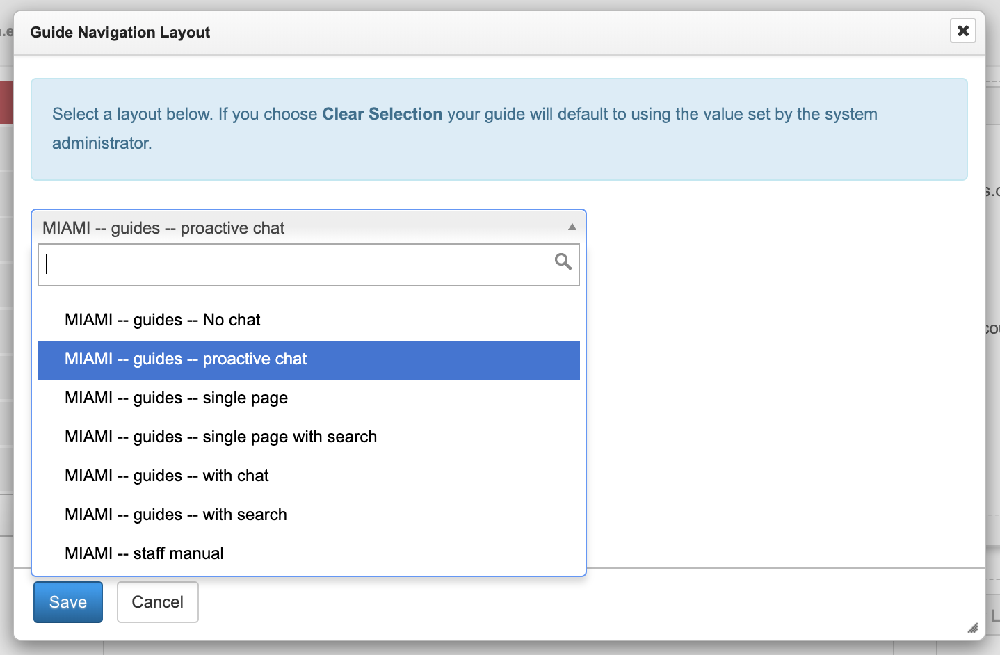 Guide Navigation Layout
Select a layout below. If you choose Clear Selection your guide will default to using the value set by the system
administrator.
MIAMI -- guides -- proactive chat
MIAMI -- guides -- No chat
MIAMI -- guides -- proactive chat
MIAMI -- guides -- single page
MIAMI -- guides -- single page with search
MIAMI -- guides -- with chat
MIAMI -- guides -- with search
MIAMI -- staff manual
Save
Cancel